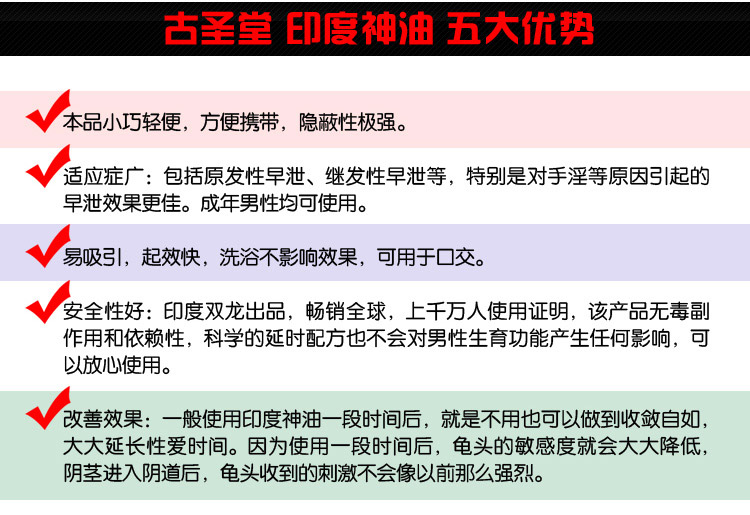 古圣堂 印度神油 五大优势
本品小巧轻便，方便携带，隐蔽性极强。
适应症广：包括原发性早泄、继发性早泄等，特别是对手淫等原因引起的
早泄效果更佳。成年男性均可使用。
易吸引，起效快，洗浴不影响效果，可用于口交。
安全性好：印度双龙出品，畅销全球，上千万人使用证明，该产品无毒副
作用和依赖性，科学的延时配方也不会对男性生育功能产生任何影响，可
以放心使用。
改善效果：一般使用印度神油一段时间后，就是不用也可以做到收敛自如，
大大延长性爱时间。因为使用一段时间后，龟头的敏感度就会大大降低，
阴茎进入阴道后，龟头收到的刺激不会像以前那么强烈。